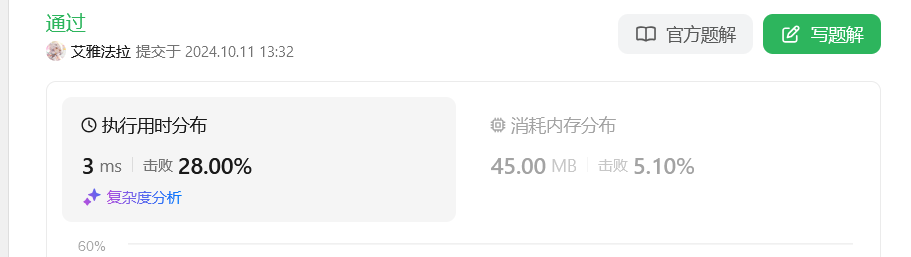 通过
艾雅法拉 提交于 2024.10.11 13:32
官方题解
写题解
执行用时分布
3 ms 击败 28.00%
复杂度分析
消耗内存分布
45.00 MB 击败 5.10%
60%